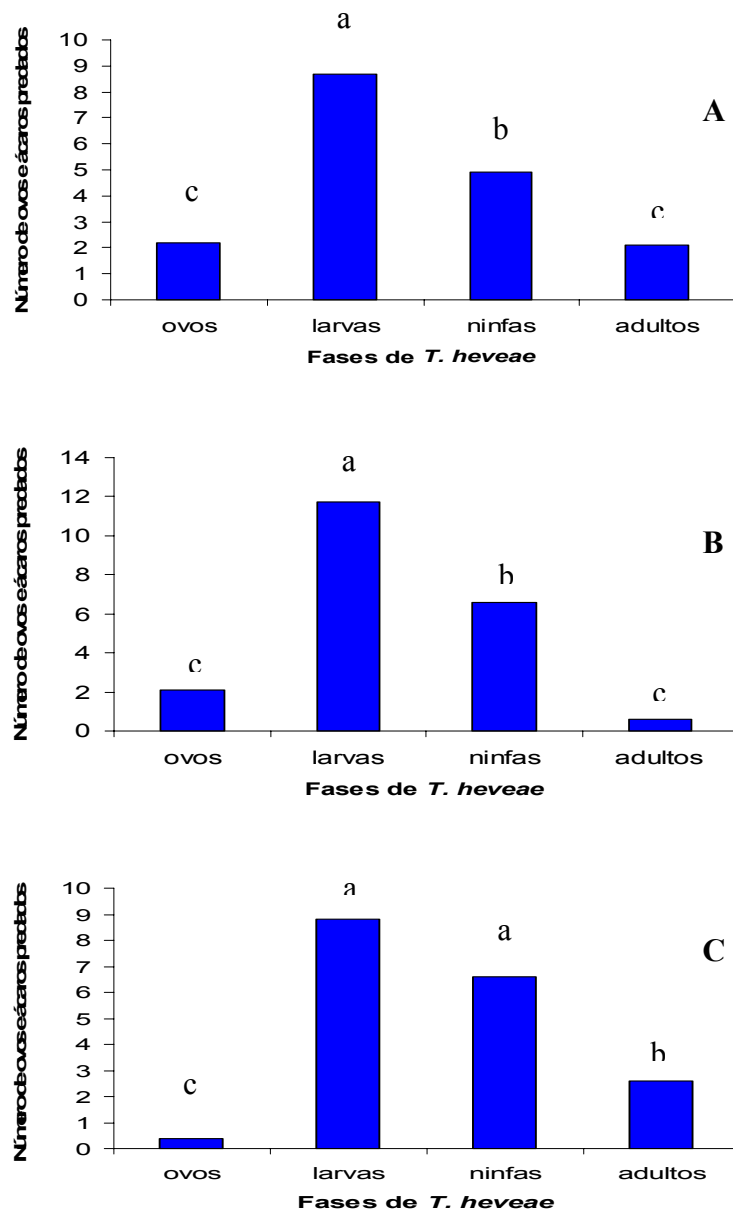 a
10
9
8
7
6
5
4
3
2
1
0
Número de ovos e ácaros predados
A
b
c
c
ovos larvas ninfas adultos
Fases de T. heveae
14
12
10
8
6
4
2
0
Número de ovos e ácaros predados
a
B
b
c
c
ovos larvas ninfas adultos
Fases de T. heveae
10
9
8
7
6
5
4
3
2
1
0
Número de ovos e ácaros predados
a
a
C
b
c
ovos larvas ninfas adultos
Fases de T. heveae